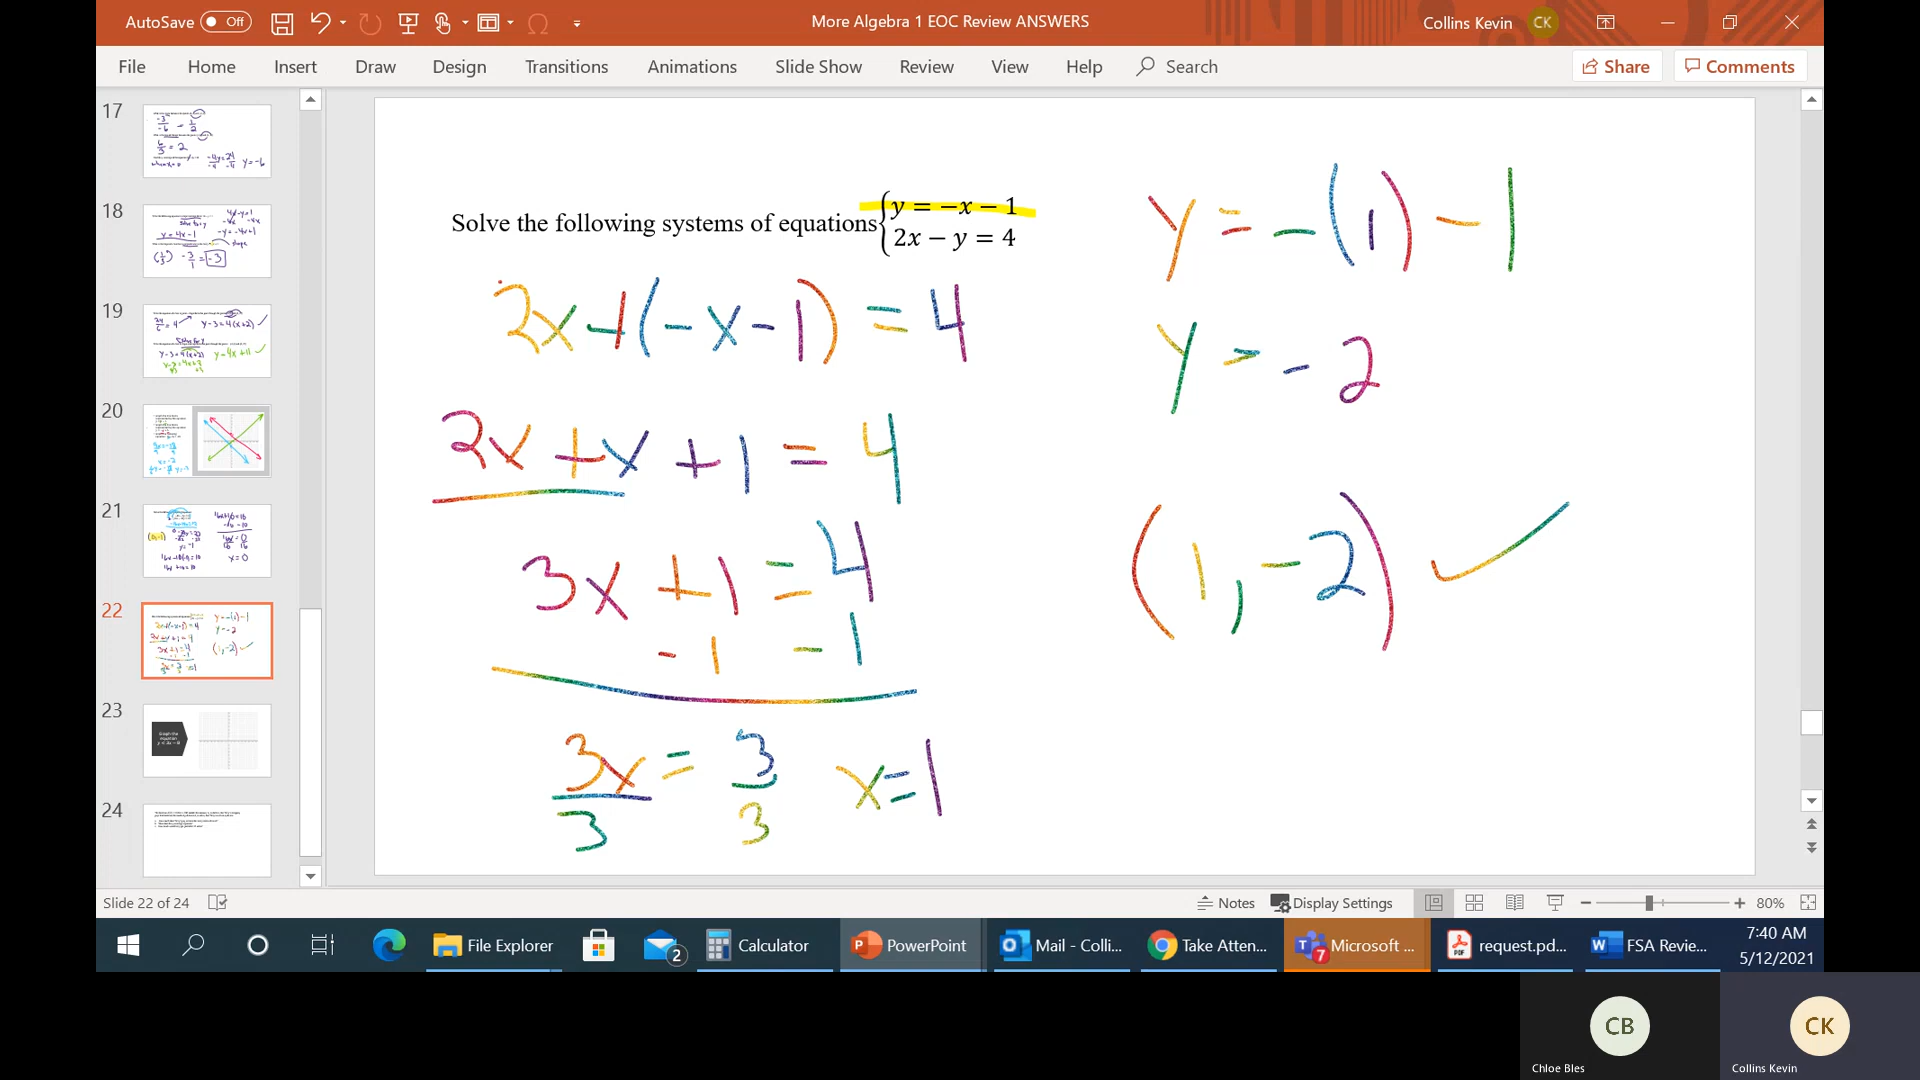 AutoSave Off More Algebra 1 EOC Review ANSWERS Collins Kevin CK
File Home Insert Draw Design Transitions Animations Slide Show Review View Help Search Share Comments
17
18
19
20
21
22
23
24
Solve the following systems of equations { y = −x − 1
2x − y = 4
2x - 1(-x - 1) = 4
2x + x + 1 = 4
3x + 1 = 4
- 1 - 1
3x = 3 x = 1
3 3
y = -(1) - 1
y = -2
(1, -2) ✓
Slide 22 of 24 Notes Display Settings 80%
File Explorer 2 Calculator PowerPoint Mail - Colli... Take Atten... 7 Microsoft ... request.pd... FSA Revie... 7:40 AM
5/12/2021
CB CK
Chloe Bles Collins Kevin